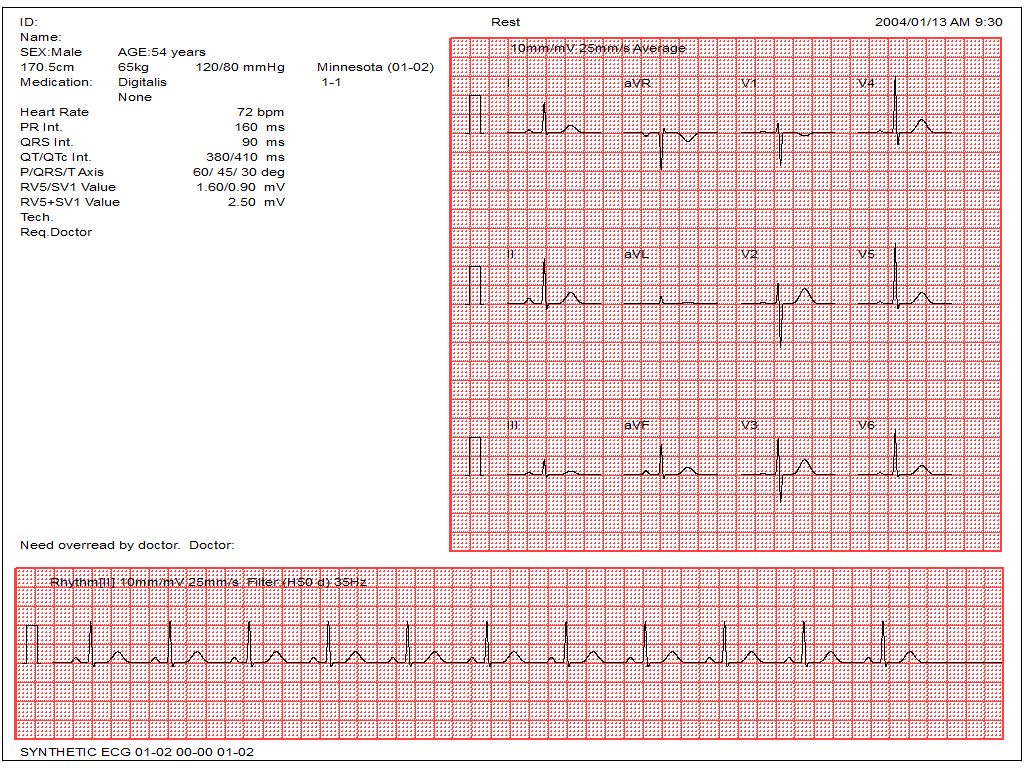 ID:
Rest
2004/01/13 AM 9:30
Name:
SEX:Male AGE:54 years
170.5cm 65kg 120/80 mmHg Minnesota (01-02)
Medication: Digitalis 1-1
None
Heart Rate 72 bpm
PR Int. 160 ms
QRS Int. 90 ms
QT/QTc Int. 380/410 ms
P/QRS/T Axis 60/ 45/ 30 deg
RV5/SV1 Value 1.60/0.90 mV
RV5+SV1 Value 2.50 mV
Tech.
Req.Doctor
10mm/mV 25mm/s Average
I aVR V1 V4
II aVL V2 V5
III aVF V3 V6
Need overread by doctor. Doctor:
Rhythm[II] 10mm/mV 25mm/s Filter (H50 d) 35Hz
SYNTHETIC ECG 01-02 00-00 01-02